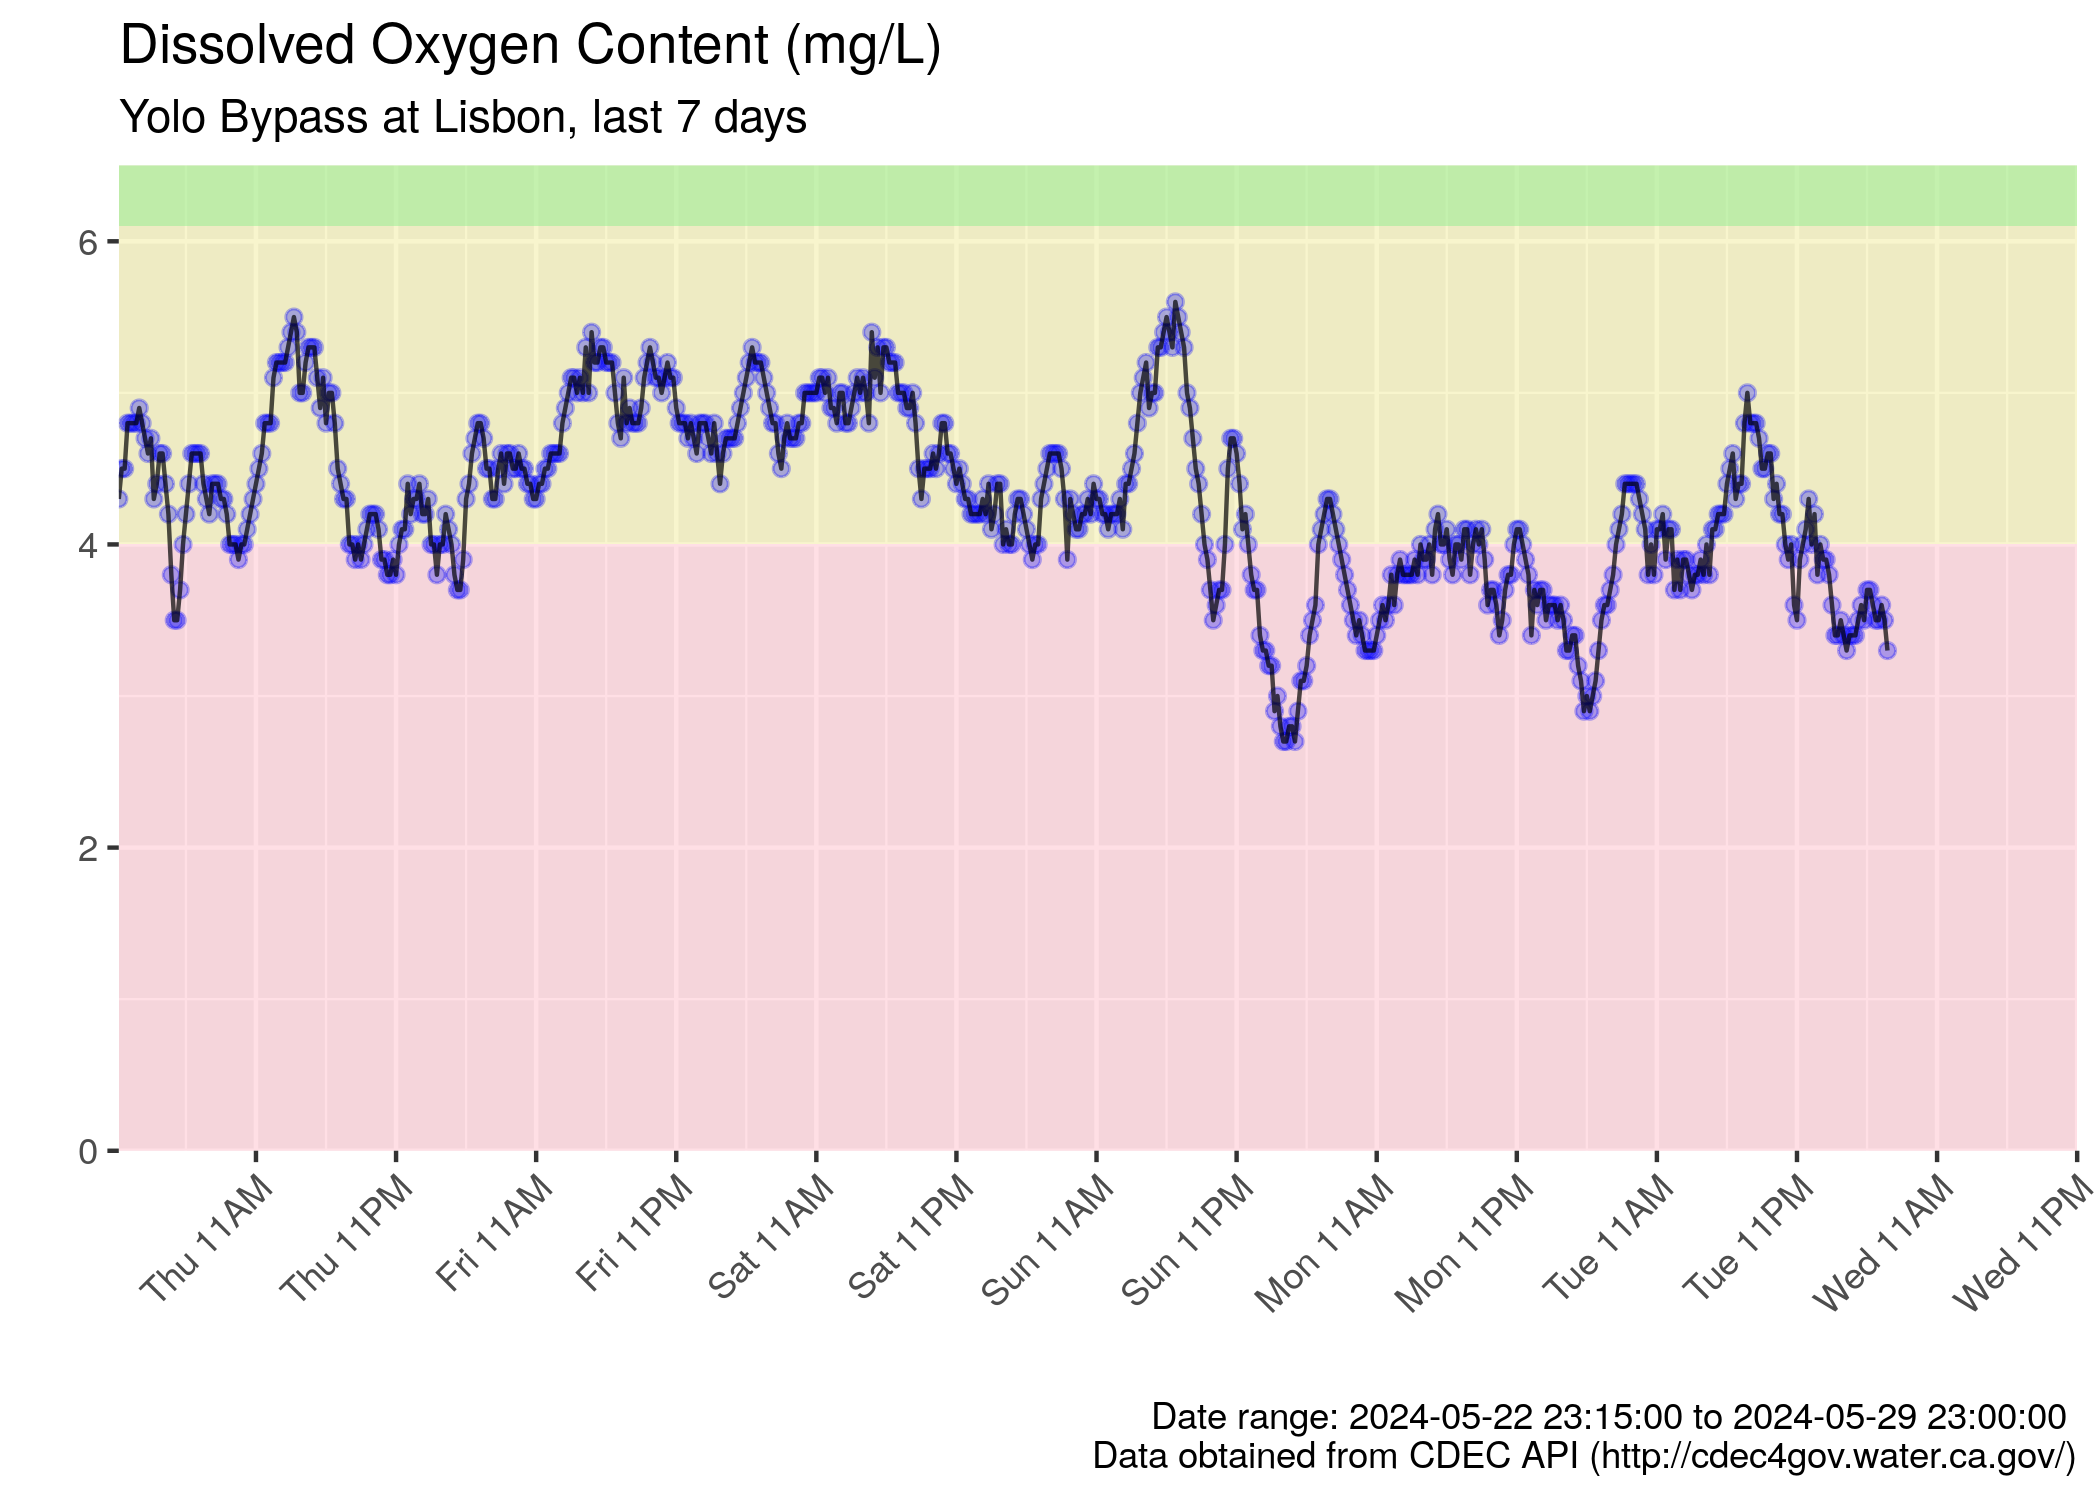 Dissolved Oxygen Content (mg/L)
Yolo Bypass at Lisbon, last 7 days
6
4
2
0
Thu 11AM
Thu 11PM
Fri 11AM
Fri 11PM
Sat 11AM
Sat 11PM
Sun 11AM
Sun 11PM
Mon 11AM
Mon 11PM
Tue 11AM
Tue 11PM
Wed 11AM
Wed 11PM
Date range: 2024-05-22 23:15:00 to 2024-05-29 23:00:00
Data obtained from CDEC API (http://cdec4gov.water.ca.gov/)